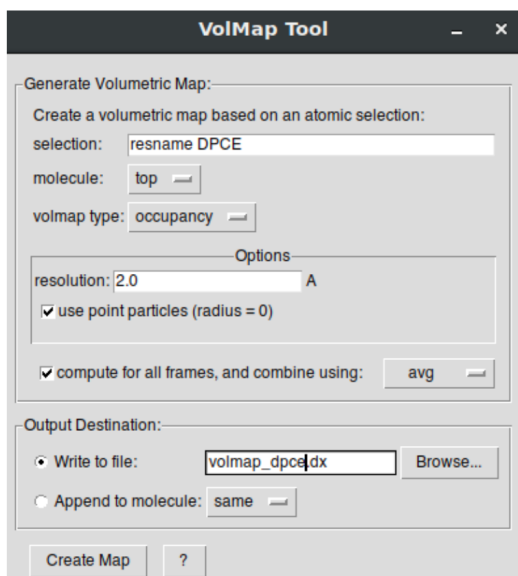 VolMap Tool
Generate Volumetric Map:
Create a volumetric map based on an atomic selection:
selection: resname DPCE
molecule: top
volmap type: occupancy
Options
resolution: 2.0 A
use point particles (radius = 0)
compute for all frames, and combine using: avg
Output Destination:
Write to file: volmap_dpce.dx Browse...
Append to molecule: same
Create Map ?